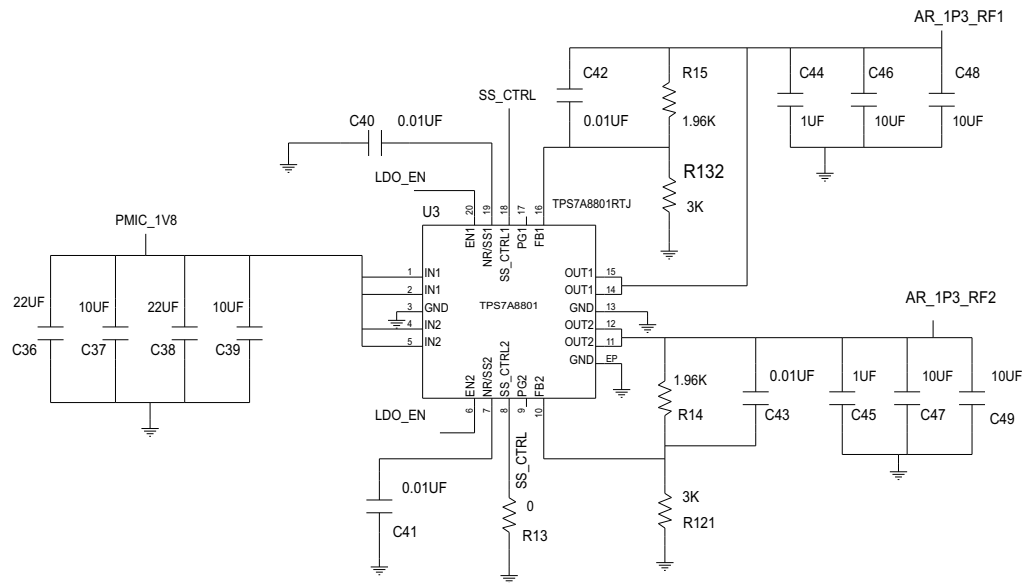 AR_1P3_RF1
C42
R15
C44
C46
C48
SS_CTRL
C40
0.01UF
0.01UF
1.96K
1UF
10UF
10UF
LDO_EN
R132
3K
U3
20
19
18
17
16
TPS7A8801RTJ
EN1
NR/SS1
SS_CTRL1
PG1
FB1
PMIC_1V8
1
IN1
OUT1
15
2
IN1
OUT1
14
3
GND
TPS7A8801
GND
13
4
IN2
OUT2
12
5
IN2
OUT2
11
GND
EP
AR_1P3_RF2
22UF
10UF
22UF
10UF
C36
C37
C38
C39
EN2
NR/SS2
SS_CTRL2
PG2
FB2
6
7
8
9
10
LDO_EN
SS_CTRL
1.96K
R14
0.01UF
C43
1UF
C45
10UF
C47
10UF
C49
0.01UF
C41
0
R13
3K
R121